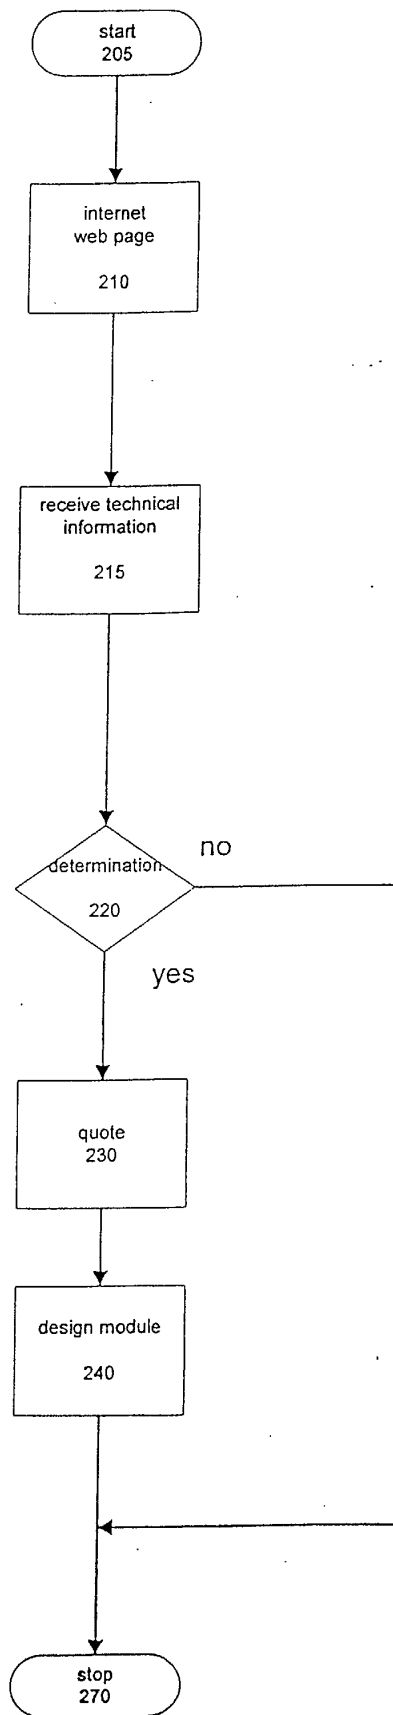 start
205
internet
web page
210
receive technical
information
215
no
determination
220
yes
quote
230
design module
240
stop
270